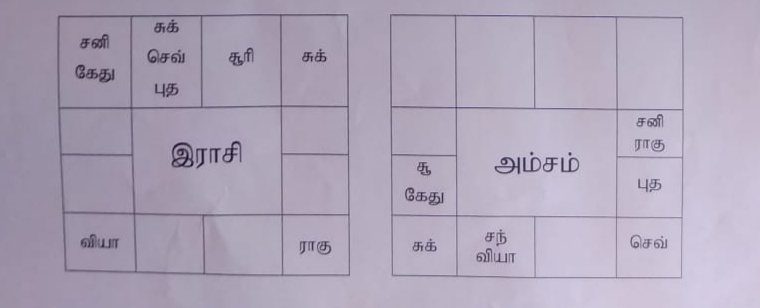 சனி
கேது
சுக்
செவ்
புத
சூரி
சுக்
இராசி
வியா
ராகு
சனி
ராகு
அம்சம்
சூ
கேது
புத
சுக்
சந்
வியா
செவ்